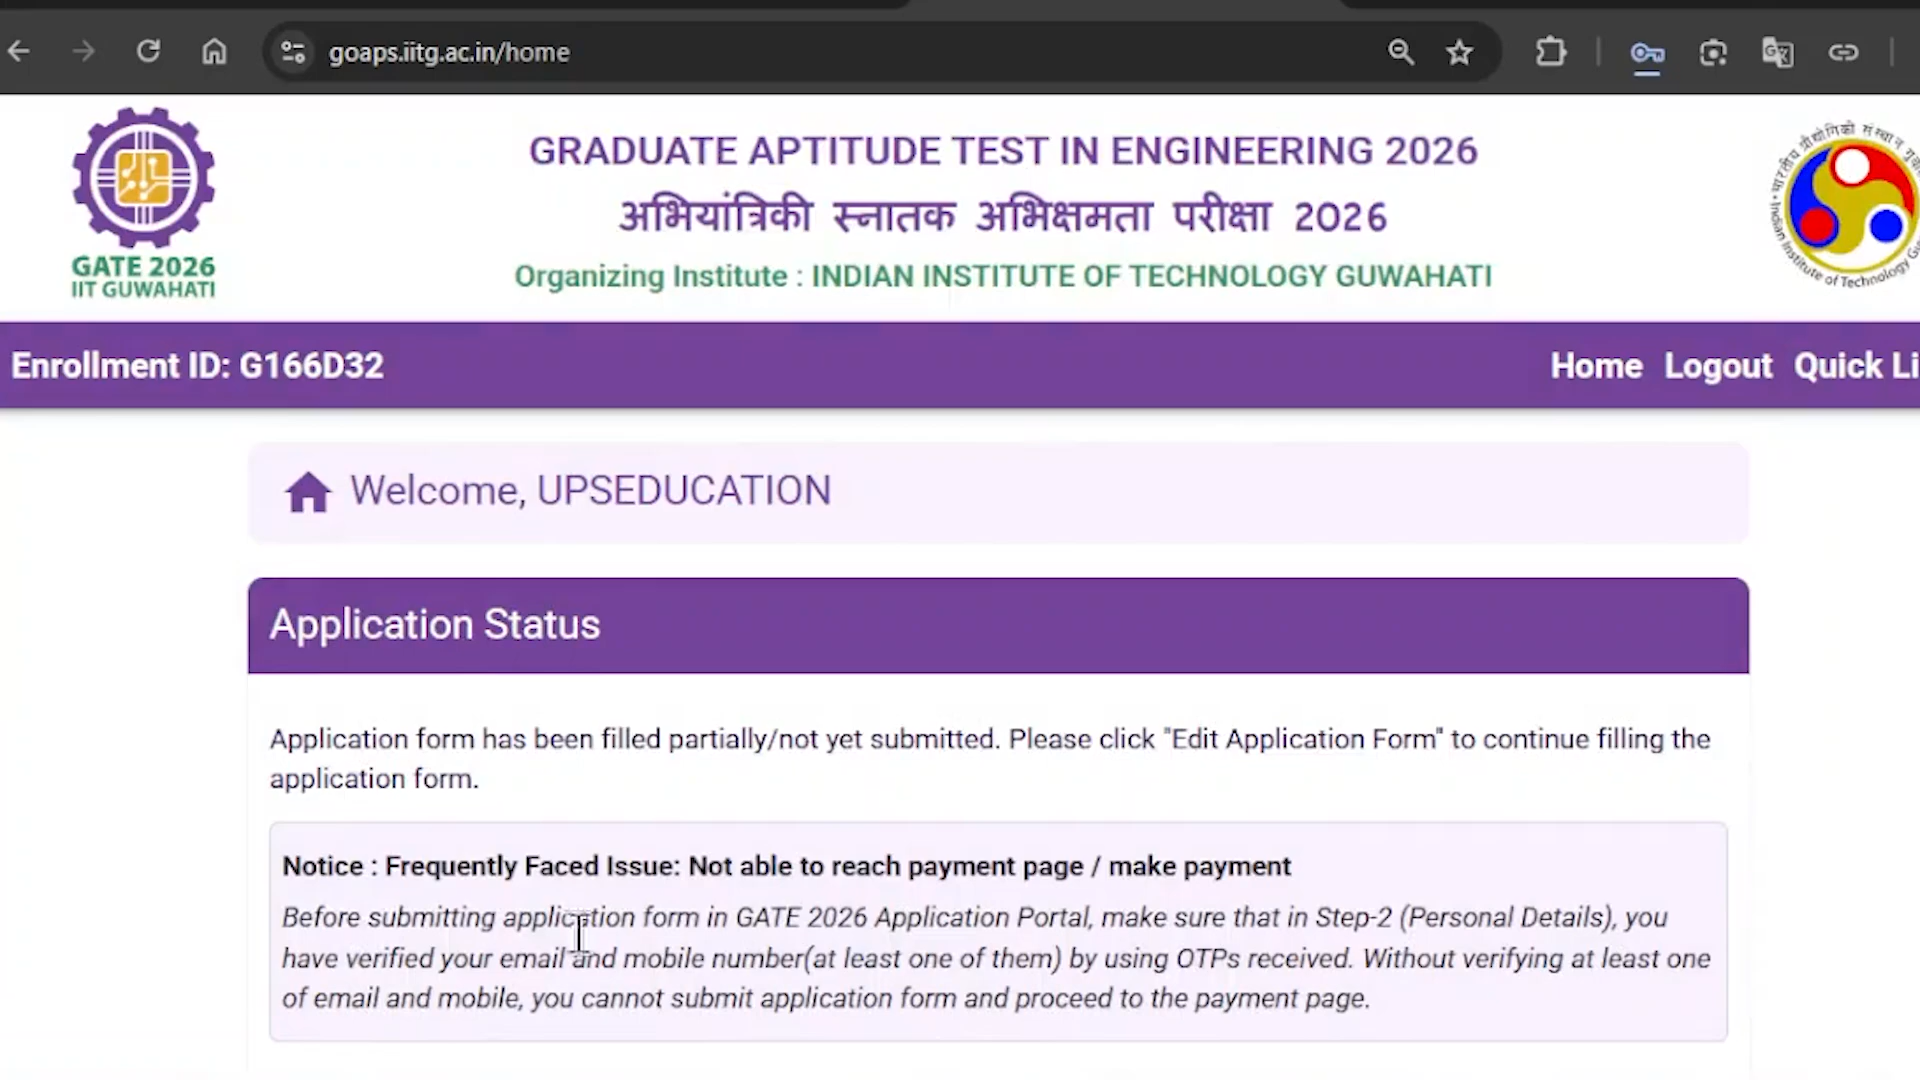 goaps.iitg.ac.in/home
GATE 2026
IIT GUWAHATI
GRADUATE APTITUDE TEST IN ENGINEERING 2026
अभियांत्रिकी स्नातक अभिक्षमता परीक्षा 2026
Organizing Institute : INDIAN INSTITUTE OF TECHNOLOGY GUWAHATI
Indian Institute of Technology
Enrollment ID: G166D32
Home Logout Quick Li
Welcome, UPSEDUCATION
Application Status
Application form has been filled partially/not yet submitted. Please click "Edit Application Form" to continue filling the
application form.
Notice : Frequently Faced Issue: Not able to reach payment page / make payment
Before submitting application form in GATE 2026 Application Portal, make sure that in Step-2 (Personal Details), you
have verified your email and mobile number(at least one of them) by using OTPs received. Without verifying at least one
of email and mobile, you cannot submit application form and proceed to the payment page.